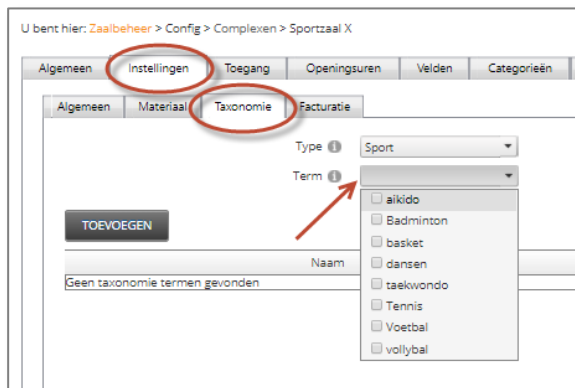 U bent hier: Zaalbeheer > Config > Complexen > Sportzaal X
Algemeen Instellingen Toegang Openingsuren Velden Categorieën
Algemeen Materiaal Taxonomie Facturatie
Type Sport
Term
aikido
TOEVOEGEN
Badminton
basket
Naam
dansen
Geen taxonomie termen gevonden
taekwondo
Tennis
Voetbal
vollybal